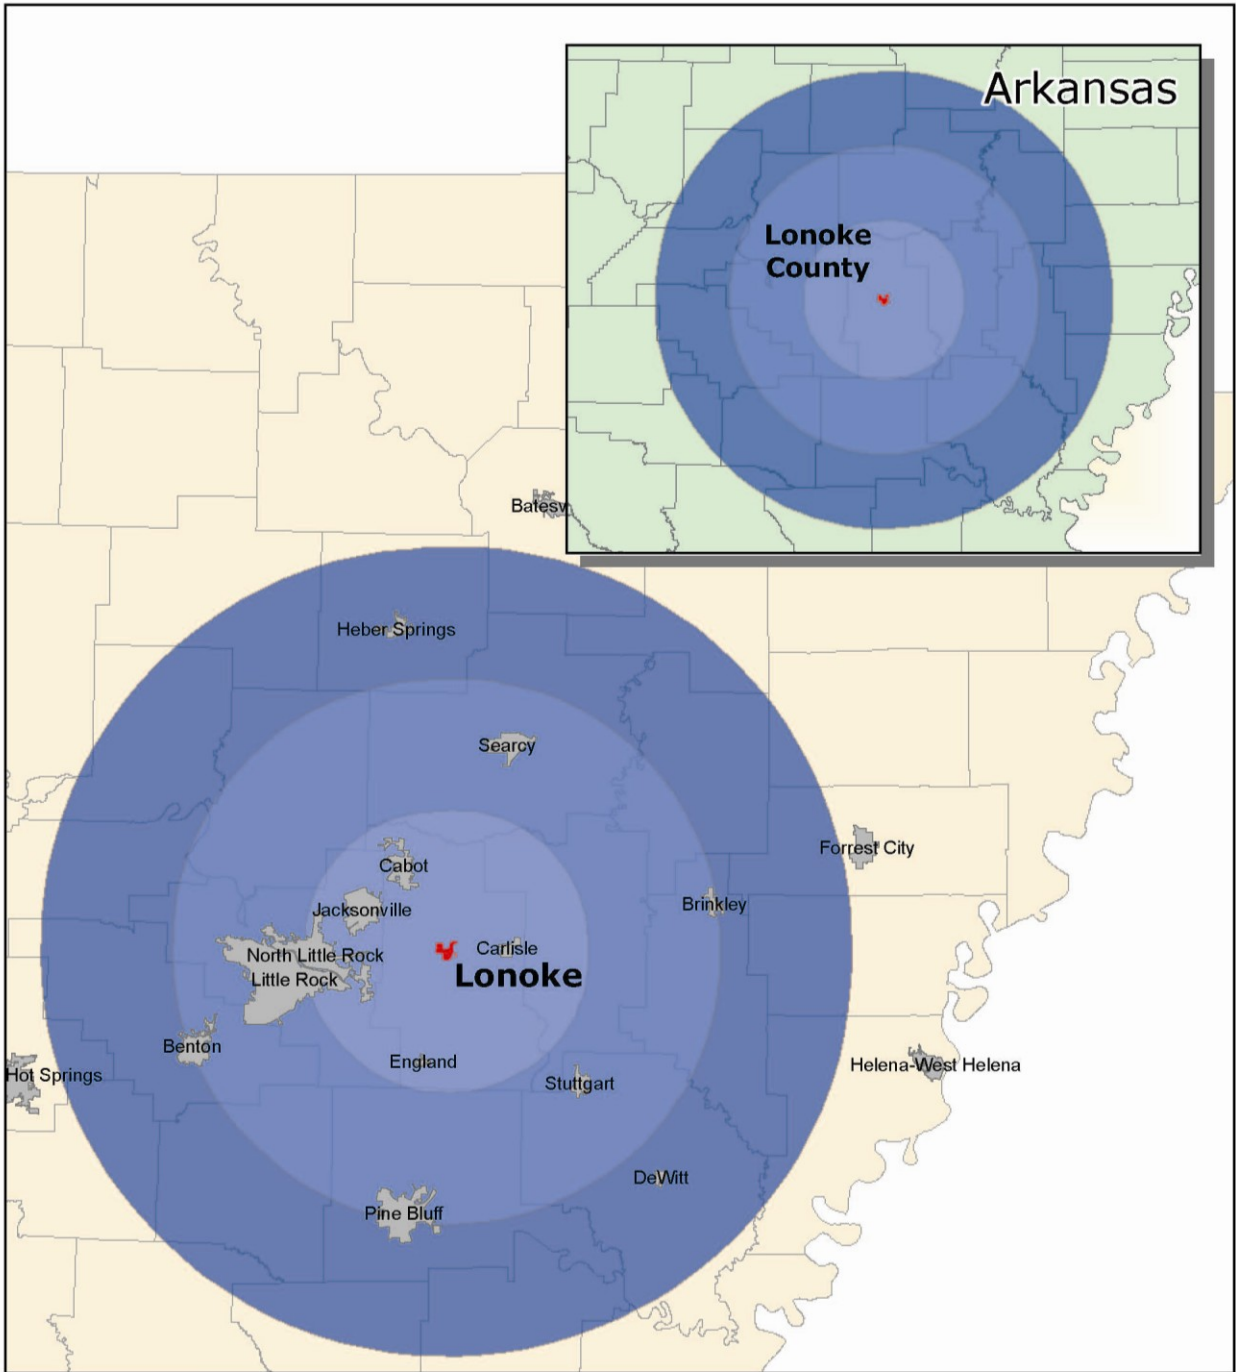 Arkansas
Lonoke
County
Batesv
Heber Springs
Searcy
Cabot
Forrest City
Jacksonville
Brinkley
North Little Rock
Carlisle
Little Rock
Lonoke
Benton
England
Hot Springs
Stuttgart
Helena-West Helena
DeWitt
Pine Bluff